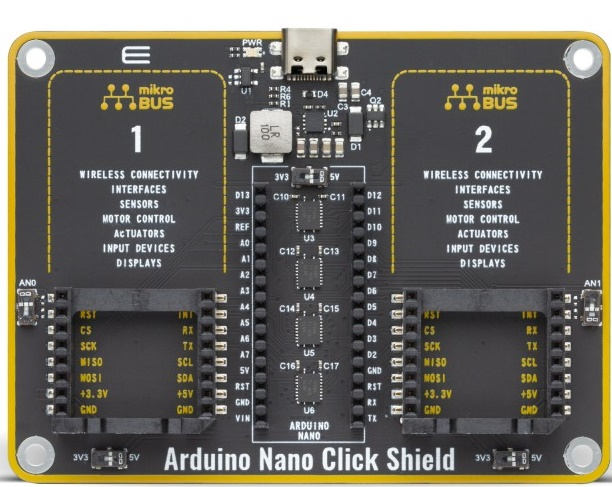 PWR
U1
R4
R6
R1
D4
C4
C3
Q2
U2
D2
LR
100
D1
mikro
BUS
1
WIRELESS CONNECTIVITY
INTERFACES
SENSORS
MOTOR CONTROL
ACTUATORS
INPUT DEVICES
DISPLAYS
mikro
BUS
2
WIRELESS CONNECTIVITY
INTERFACES
SENSORS
MOTOR CONTROL
ACTUATORS
INPUT DEVICES
DISPLAYS
3V3 5V
D13 C10 C11 D12
3V3 D11
REF U3 D10
A0 D9
A1 C12 C13 D8
A2 D7
A3 U4 D6
A4 C14 C15 D5
A5 D4
A6 U5 D3
A7 D2
5V C16 C17 GND
RST RST
GND U6 RX
VIN TX
ARDUINO
NANO
AN0
RST INT
CS RX
SCK TX
MISO SCL
MOSI SDA
+3.3V +5V
GND GND
3V3 5V
AN1
RST INT
CS RX
SCK TX
MISO SCL
MOSI SDA
+3.3V +5V
GND GND
3V3 5V
Arduino Nano Click Shield